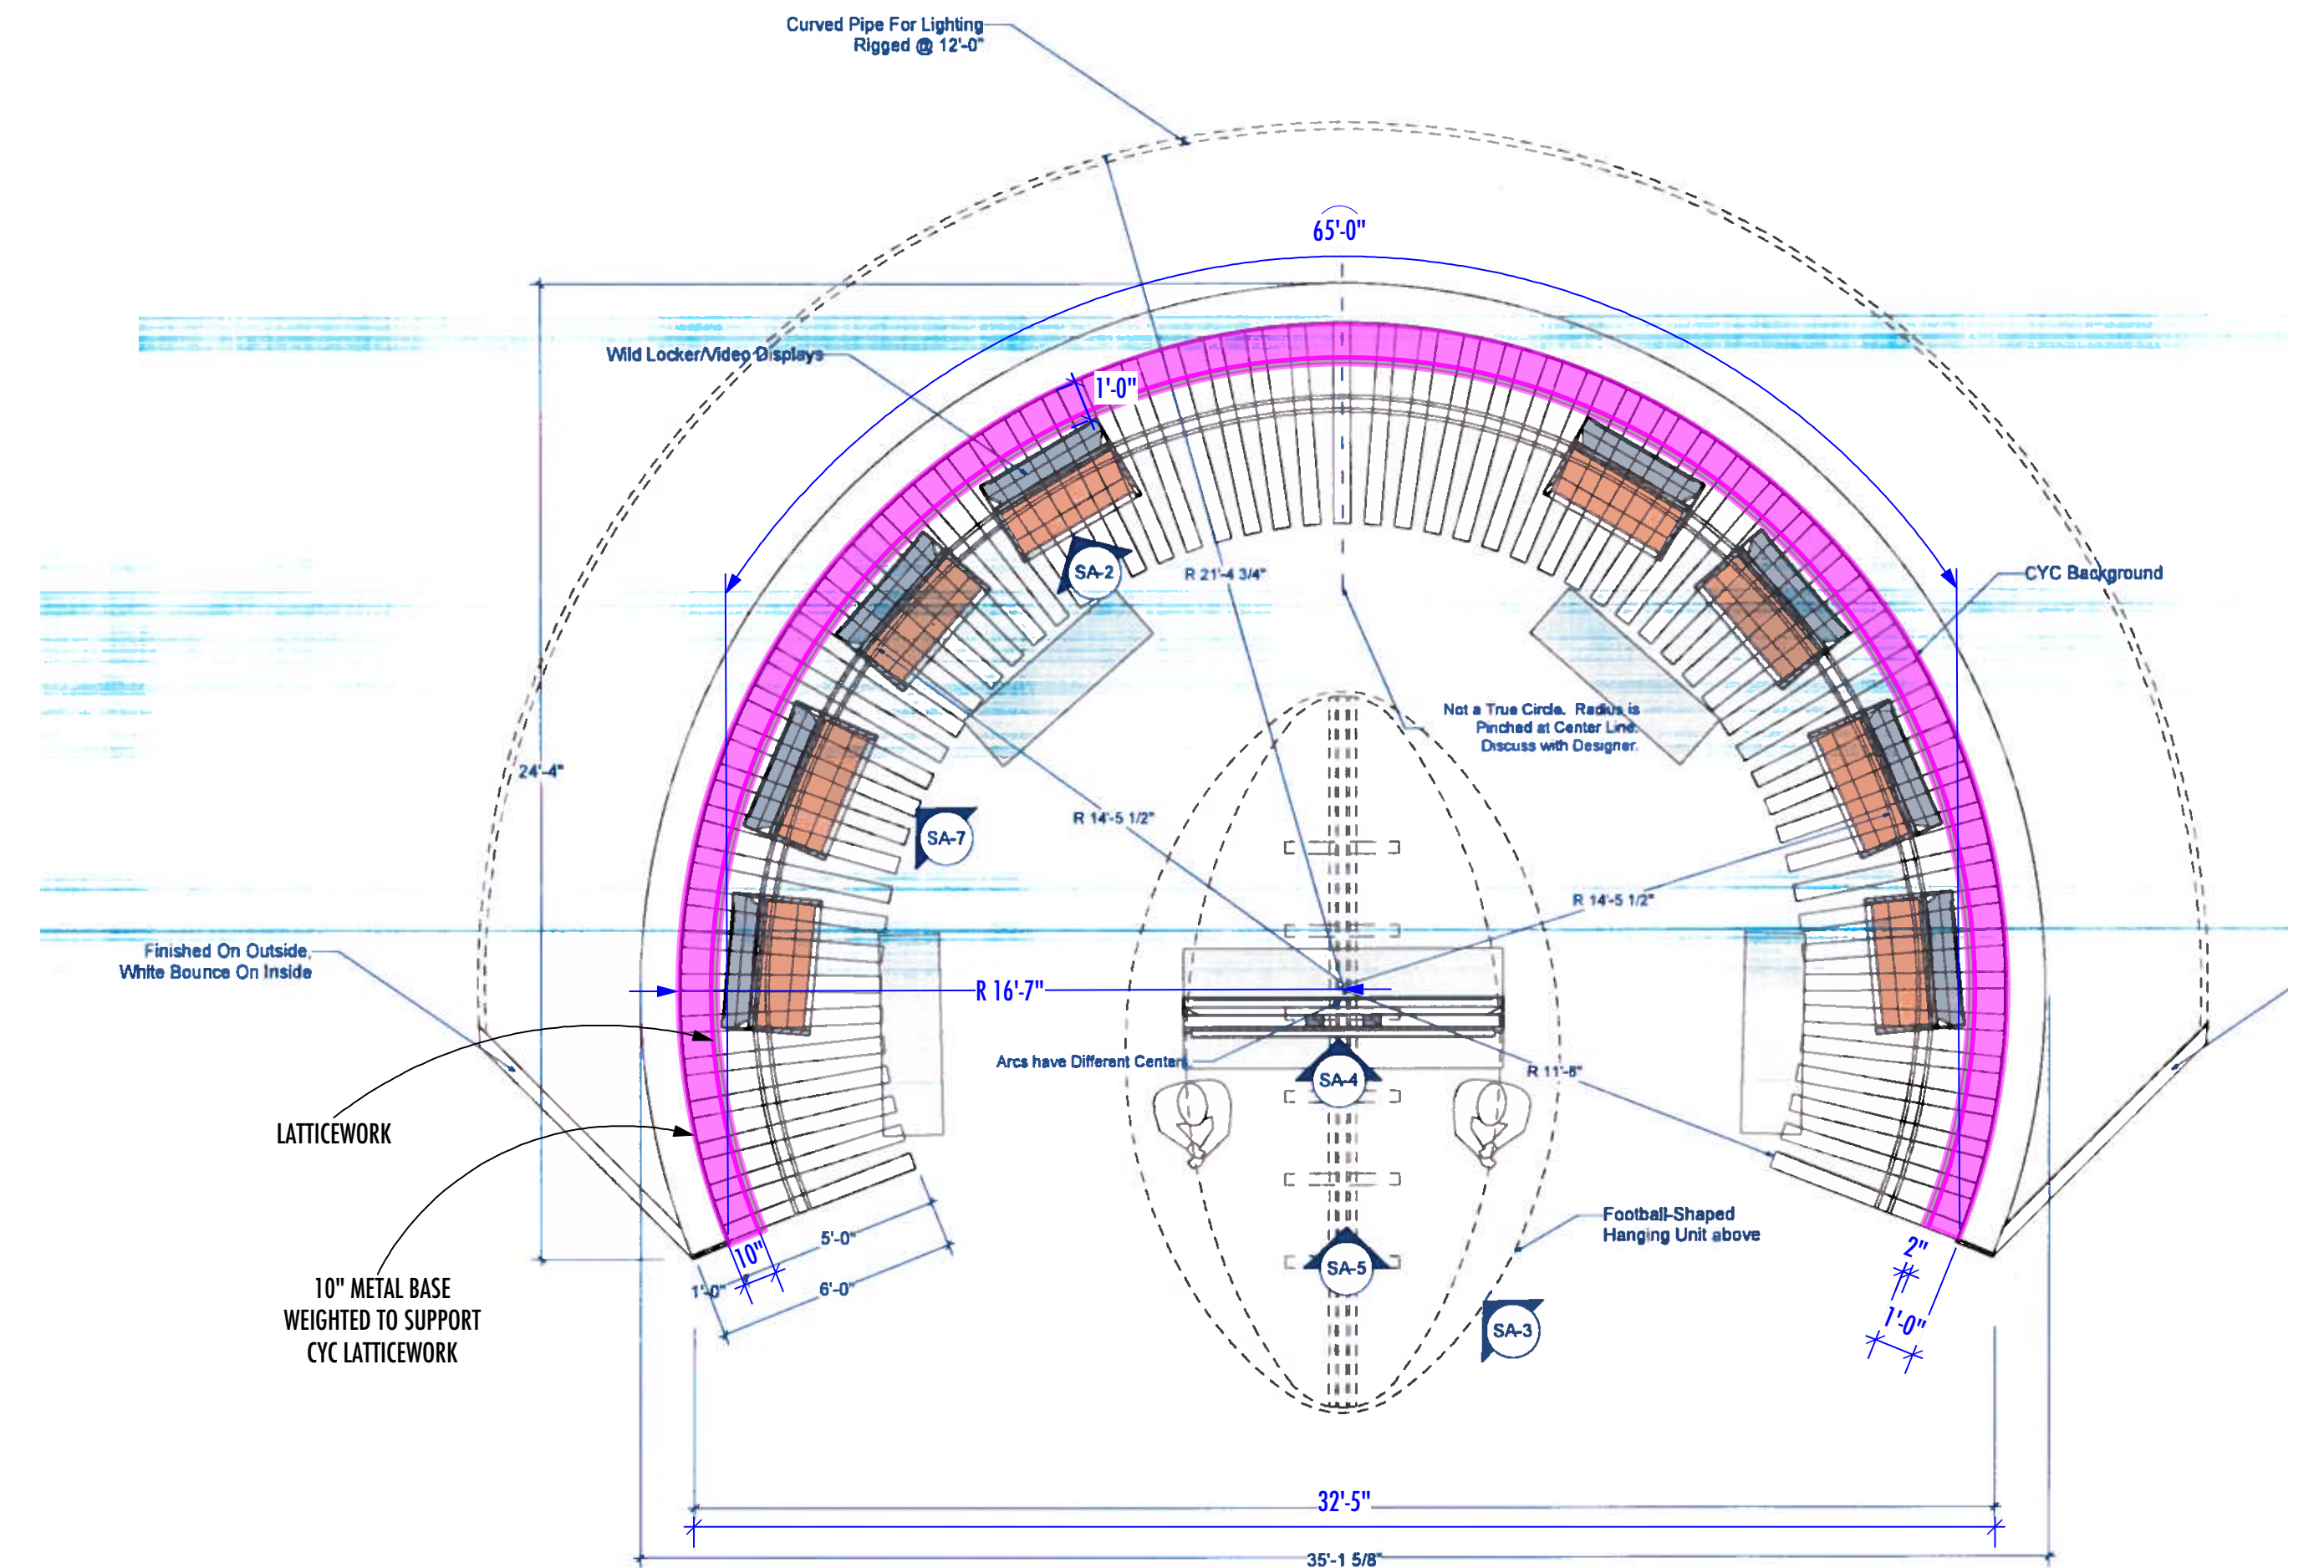 Curved Pipe For Lighting
Rigged @ 12'-0"
65'-0"
Wild Locker/Video Displays
1'-0"
SA-2
R 21'-4 3/4"
CYC Background
Not a True Circle. Radius is
Pinched at Center Line.
Discuss with Designer.
24'-4"
R 14'-5 1/2"
SA-7
R 14'-5 1/2"
Finished On Outside,
White Bounce On Inside
R 16'-7"
Arcs have Different Centers
SA-4
R 11'-6"
LATTICEWORK
Football-Shaped
Hanging Unit above
5'-0"
10"
1'-0"
6'-0"
SA-5
2"
1'-0"
SA-3
10" METAL BASE
WEIGHTED TO SUPPORT
CYC LATTICEWORK
32'-5"
35'-1 5/8"